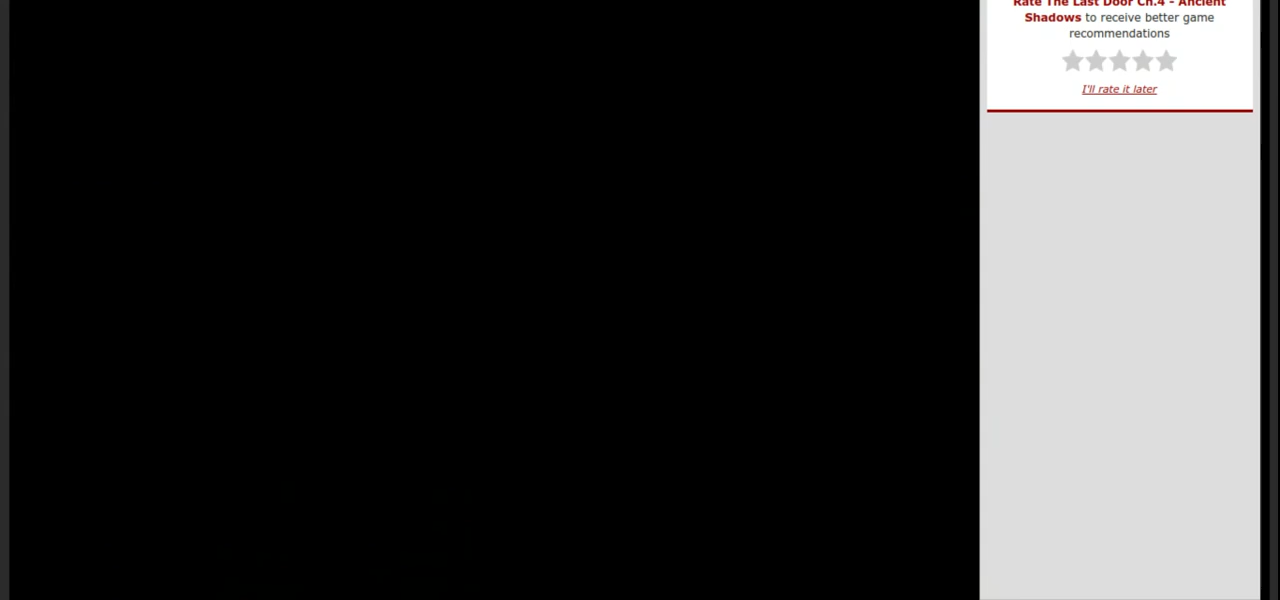 Rate The Last Door Ch.4 - Ancient
Shadows to receive better game
recommendations
I'll rate it later